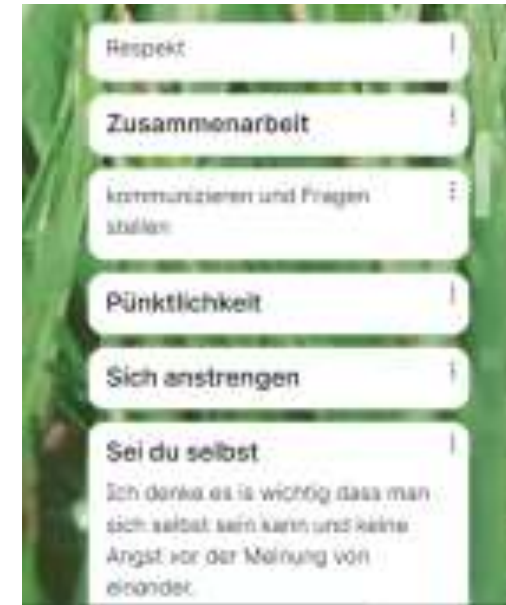 Respekt
Zusammenarbeit
kommunizieren und Fragen
stellen
Pünktlichkeit
Sich anstrengen
Sei du selbst
Ich denke es is wichtig dass man
sich selbst sein kann und keine
Angst vor der Meinung von
einander.